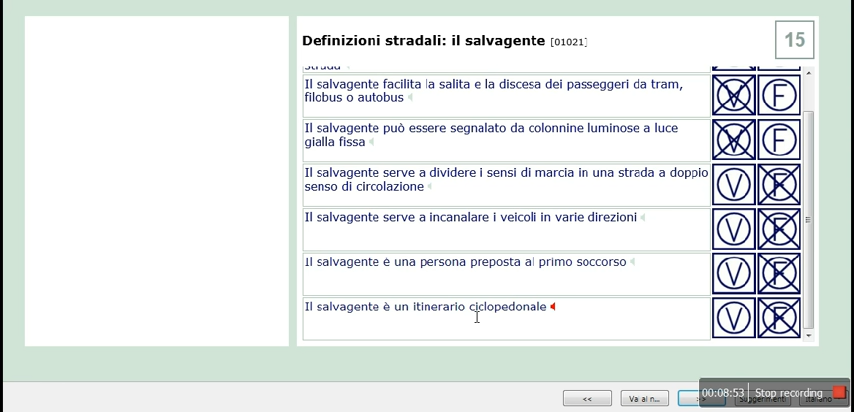 Definizioni stradali: il salvagente [01021]
15
strada
Il salvagente facilita la salita e la discesa dei passeggeri da tram,
filobus o autobus
V F
Il salvagente può essere segnalato da colonnine luminose a luce
gialla fissa
V F
Il salvagente serve a dividere i sensi di marcia in una strada a doppio
senso di circolazione
V F
Il salvagente serve a incanalare i veicoli in varie direzioni
V F
Il salvagente è una persona preposta al primo soccorso
V F
Il salvagente è un itinerario ciclopedonale
V F
<< Va al n... >> Suggerimenti Italiano
00:08:53 Stop recording